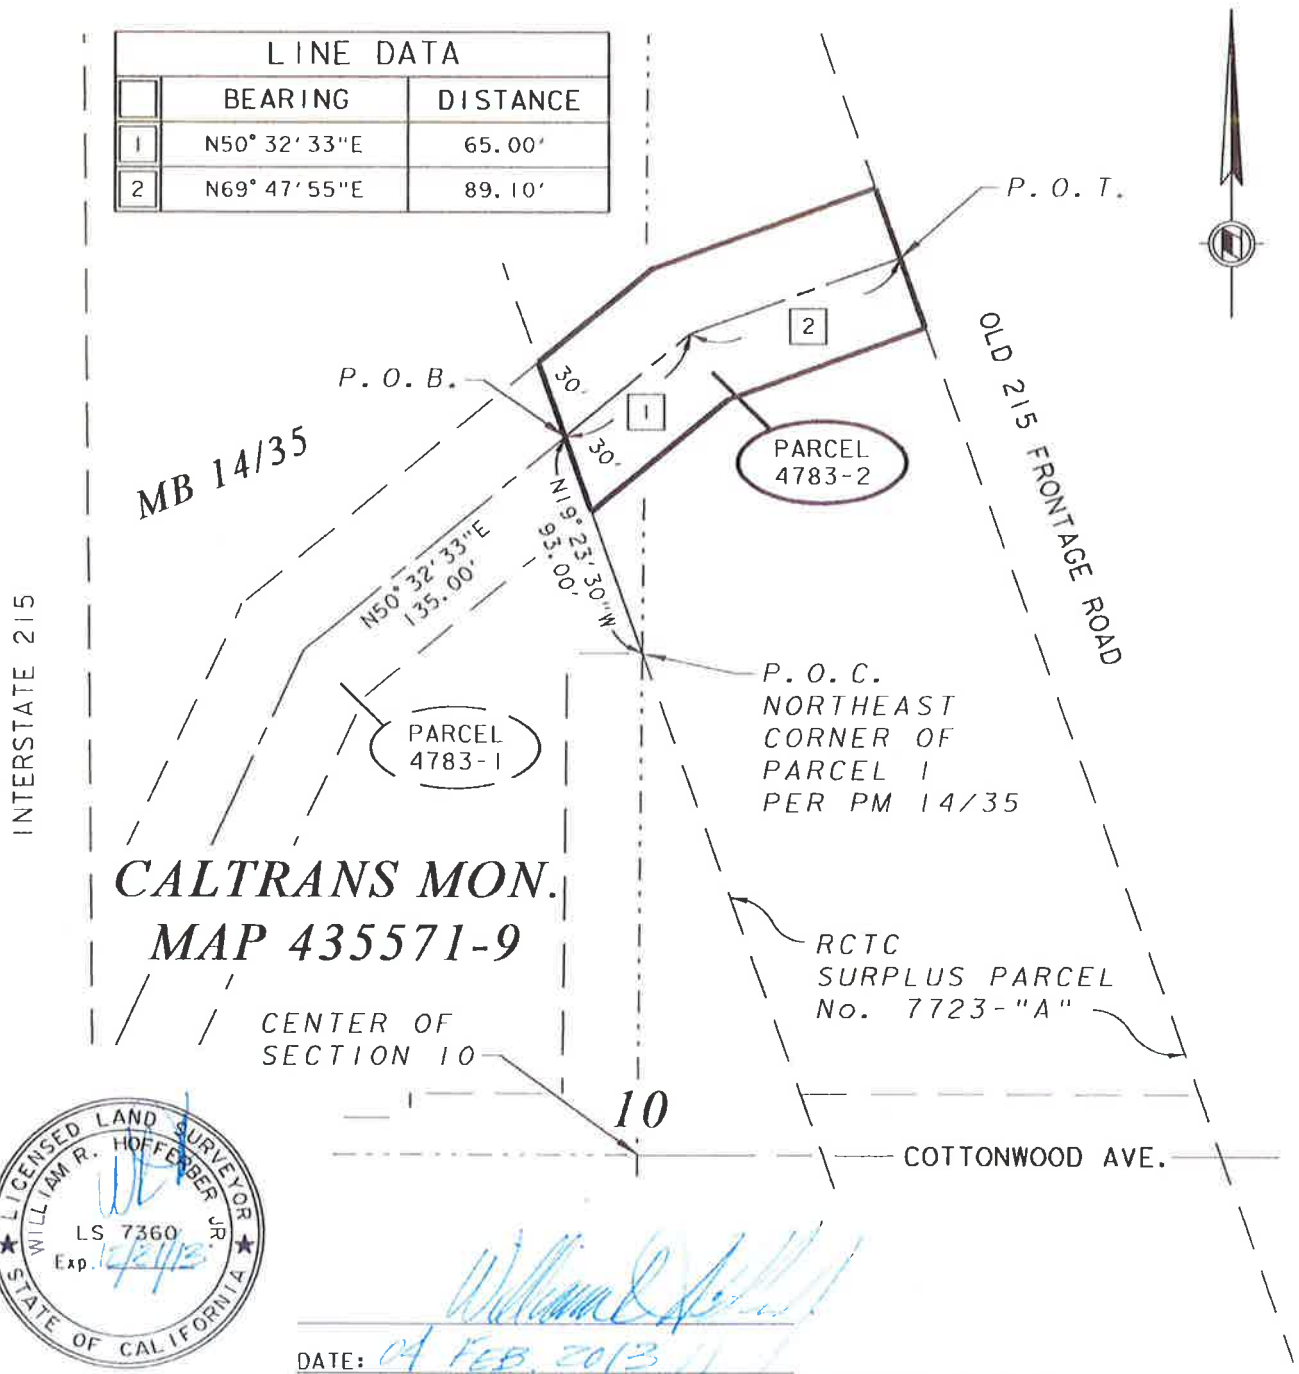 LINE DATA
BEARING DISTANCE
1 N50°32'33"E 65.00'
2 N69°47'55"E 89.10'
P.O.T.
P.O.B.
30'
30'
1
2
PARCEL
4783-2
OLD 215 FRONTAGE ROAD
MB 14/35
N50°32'33"E
135.00'
N19°23'30"W
93.00'
INTERSTATE 215
PARCEL
4783-1
P.O.C.
NORTHEAST
CORNER OF
PARCEL 1
PER PM 14/35
CALTRANS MON.
MAP 435571-9
RCTC
SURPLUS PARCEL
No. 7723-"A"
CENTER OF
SECTION 10
10
COTTONWOOD AVE.
LICENSED LAND SURVEYOR
WILLIAM R. HOFFERBER JR.
LS 7360
Exp. 12/31/13
STATE OF CALIFORNIA
DATE: 04 FEB. 2013